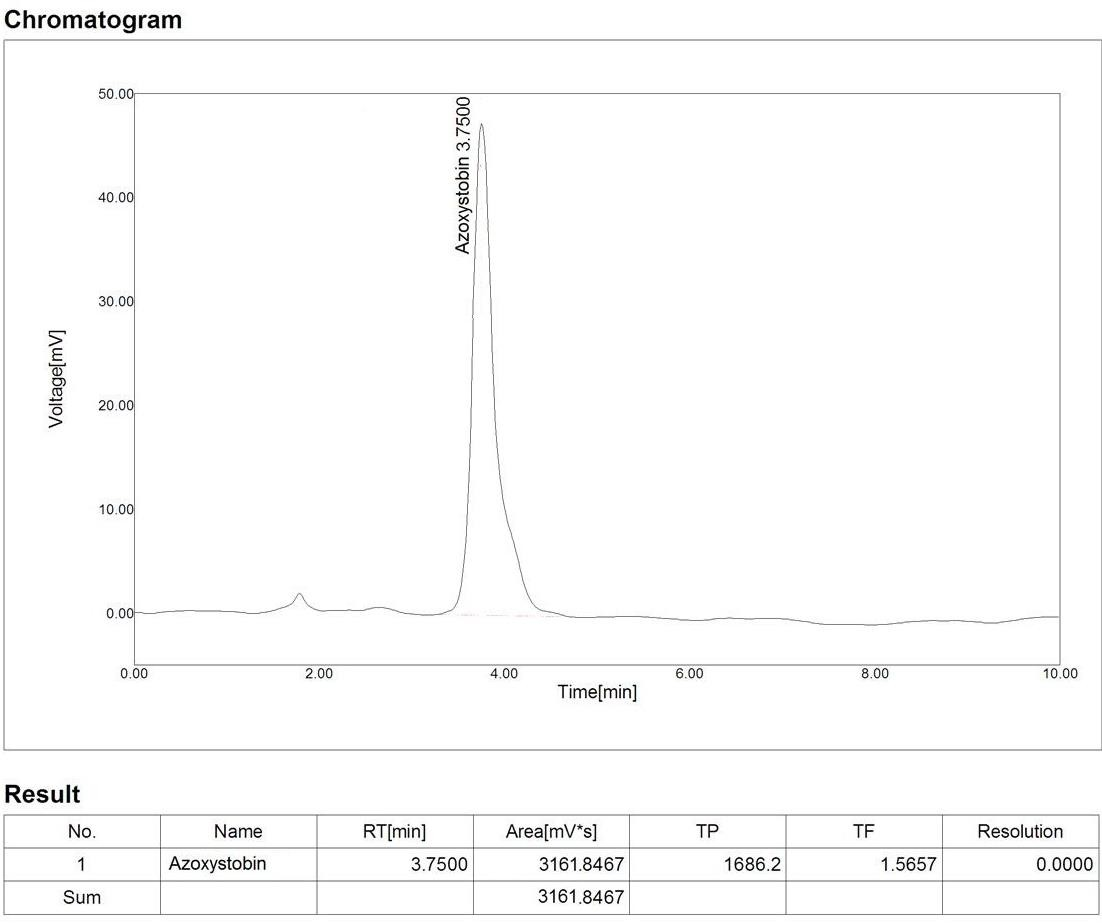 Chromatogram
50.00
40.00
30.00
20.00
10.00
0.00
Voltage[mV]
Azoxystobin 3.7500
0.00 2.00 4.00 6.00 8.00 10.00
Time[min]
Result
No. Name RT[min] Area[mV*s] TP TF Resolution
1 Azoxystobin 3.7500 3161.8467 1686.2 1.5657 0.0000
Sum 3161.8467